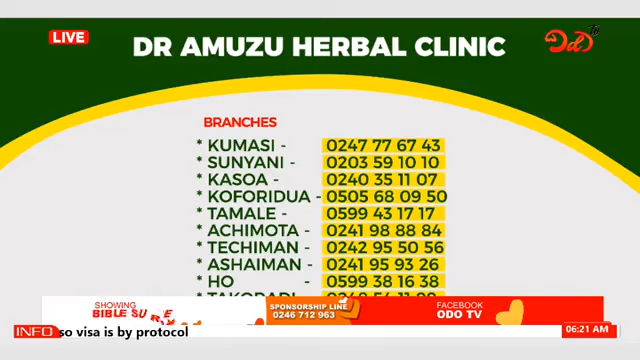 LIVE
DR AMUZU HERBAL CLINIC
OdO Tv
BRANCHES
* KUMASI - 0247 77 67 43
* SUNYANI - 0203 59 10 10
* KASOA - 0240 35 11 07
* KOFORIDUA - 0505 68 09 50
* TAMALE - 0599 43 17 17
* ACHIMOTA - 0241 98 88 84
* TECHIMAN - 0242 95 50 56
* ASHAIMAN - 0241 95 93 26
* HO - 0599 38 16 38
SHOWING
BIBLE
SPONSORSHIP LINE
0246 712 963
FACEBOOK
ODO TV
INFO
so visa is by protocol
06:21 AM